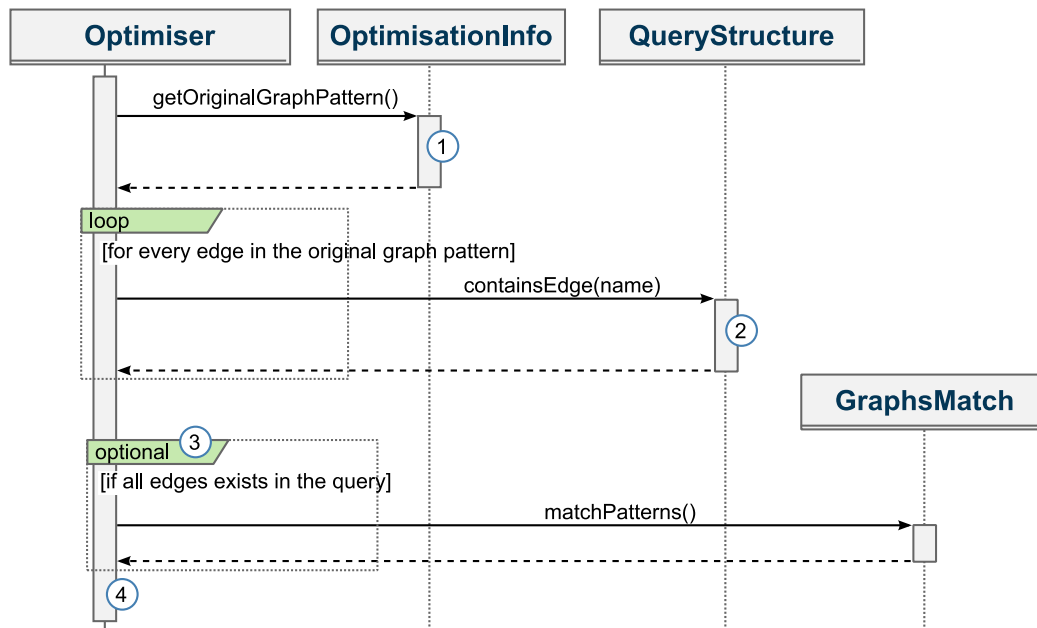 Optimiser
OptimisationInfo
QueryStructure
getOriginalGraphPattern()
1
loop
[for every edge in the original graph pattern]
containsEdge(name)
2
GraphsMatch
optional
3
[if all edges exists in the query]
matchPatterns()
4